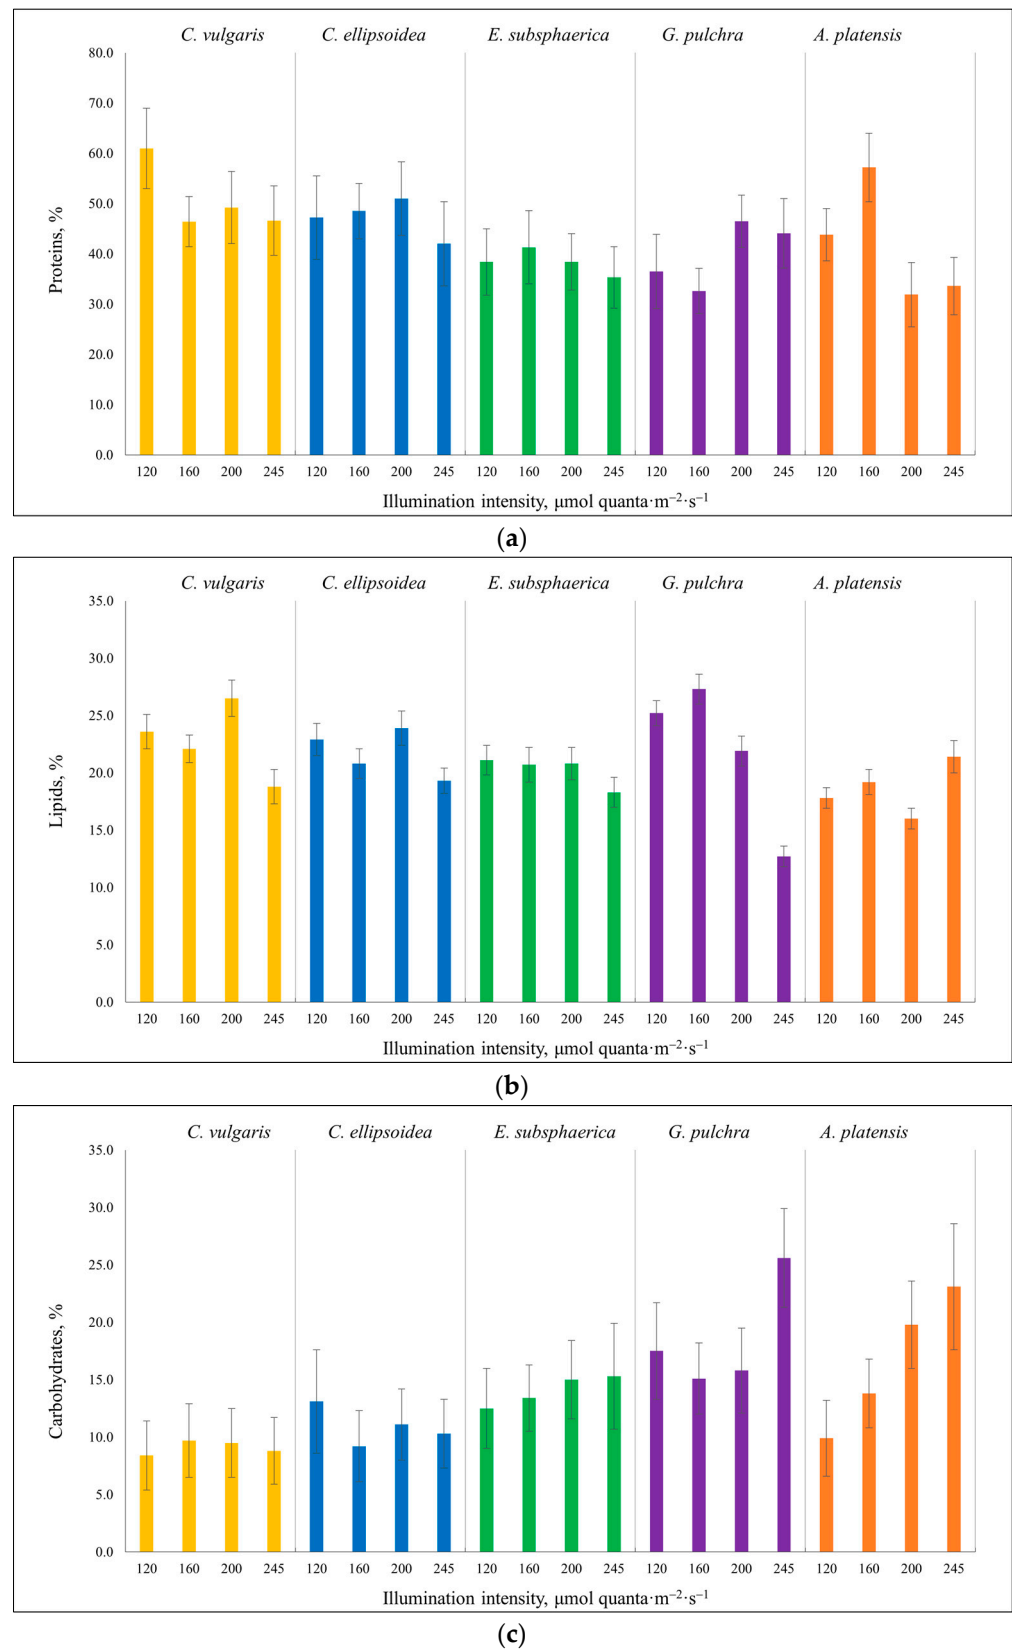 C. vulgaris C. ellipsoidea E. subsphaerica G. pulchra A. platensis
80.0
70.0
60.0
50.0
40.0
30.0
20.0
10.0
0.0
Proteins, %
120 160 200 245 120 160 200 245 120 160 200 245 120 160 200 245 120 160 200 245
Illumination intensity, μmol quanta·m⁻²·s⁻¹
(a)
C. vulgaris C. ellipsoidea E. subsphaerica G. pulchra A. platensis
35.0
30.0
25.0
20.0
15.0
10.0
5.0
0.0
Lipids, %
120 160 200 245 120 160 200 245 120 160 200 245 120 160 200 245 120 160 200 245
Illumination intensity, μmol quanta·m⁻²·s⁻¹
(b)
C. vulgaris C. ellipsoidea E. subsphaerica G. pulchra A. platensis
35.0
30.0
25.0
20.0
15.0
10.0
5.0
0.0
Carbohydrates, %
120 160 200 245 120 160 200 245 120 160 200 245 120 160 200 245 120 160 200 245
Illumination intensity, μmol quanta·m⁻²·s⁻¹
(c)